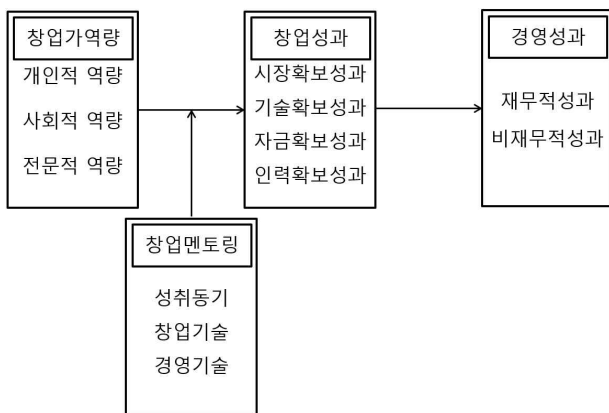 창업가역량
개인적 역량
사회적 역량
전문적 역량
창업성과
시장확보성과
기술확보성과
자금확보성과
인력확보성과
경영성과
재무적성과
비재무적성과
창업멘토링
성취동기
창업기술
경영기술